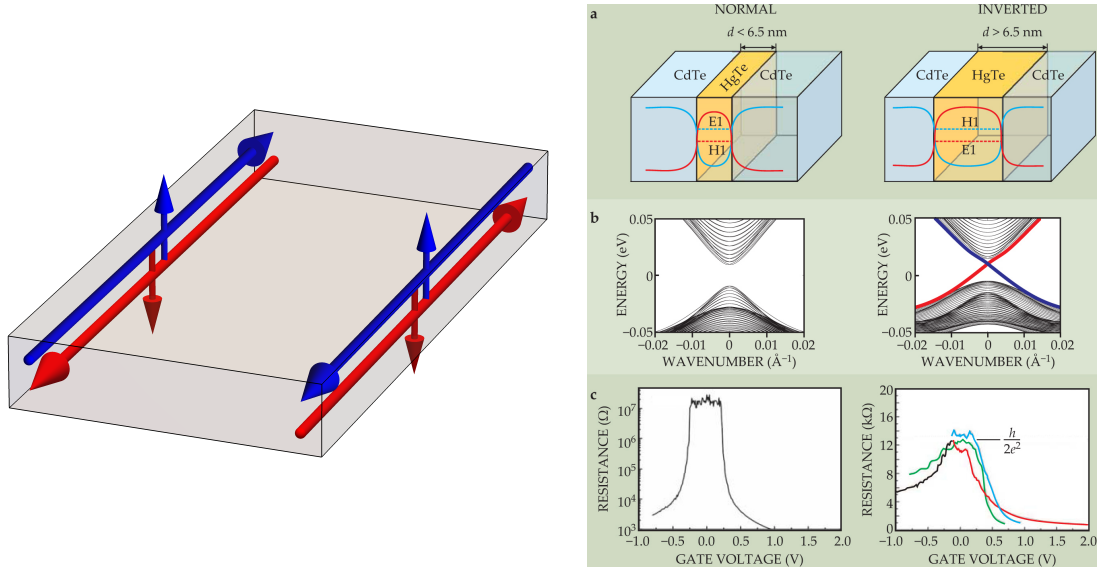 a NORMAL INVERTED
d < 6.5 nm d > 6.5 nm
CdTe HgTe CdTe CdTe HgTe CdTe
E1 H1
H1 E1
b
ENERGY (eV)
0.05
0
−0.05
−0.02 −0.01 0 0.01 0.02
WAVENUMBER (Å⁻¹)
ENERGY (eV)
0.05
0
−0.05
−0.02 −0.01 0 0.01 0.02
WAVENUMBER (Å⁻¹)
c
RESISTANCE (Ω)
10⁷
10⁶
10⁵
10⁴
10³
−1.0 −0.5 0.0 0.5 1.0 1.5 2.0
GATE VOLTAGE (V)
RESISTANCE (kΩ)
20
16
12
8
4
0
h
2e²
−1.0 −0.5 0.0 0.5 1.0 1.5 2.0
GATE VOLTAGE (V)